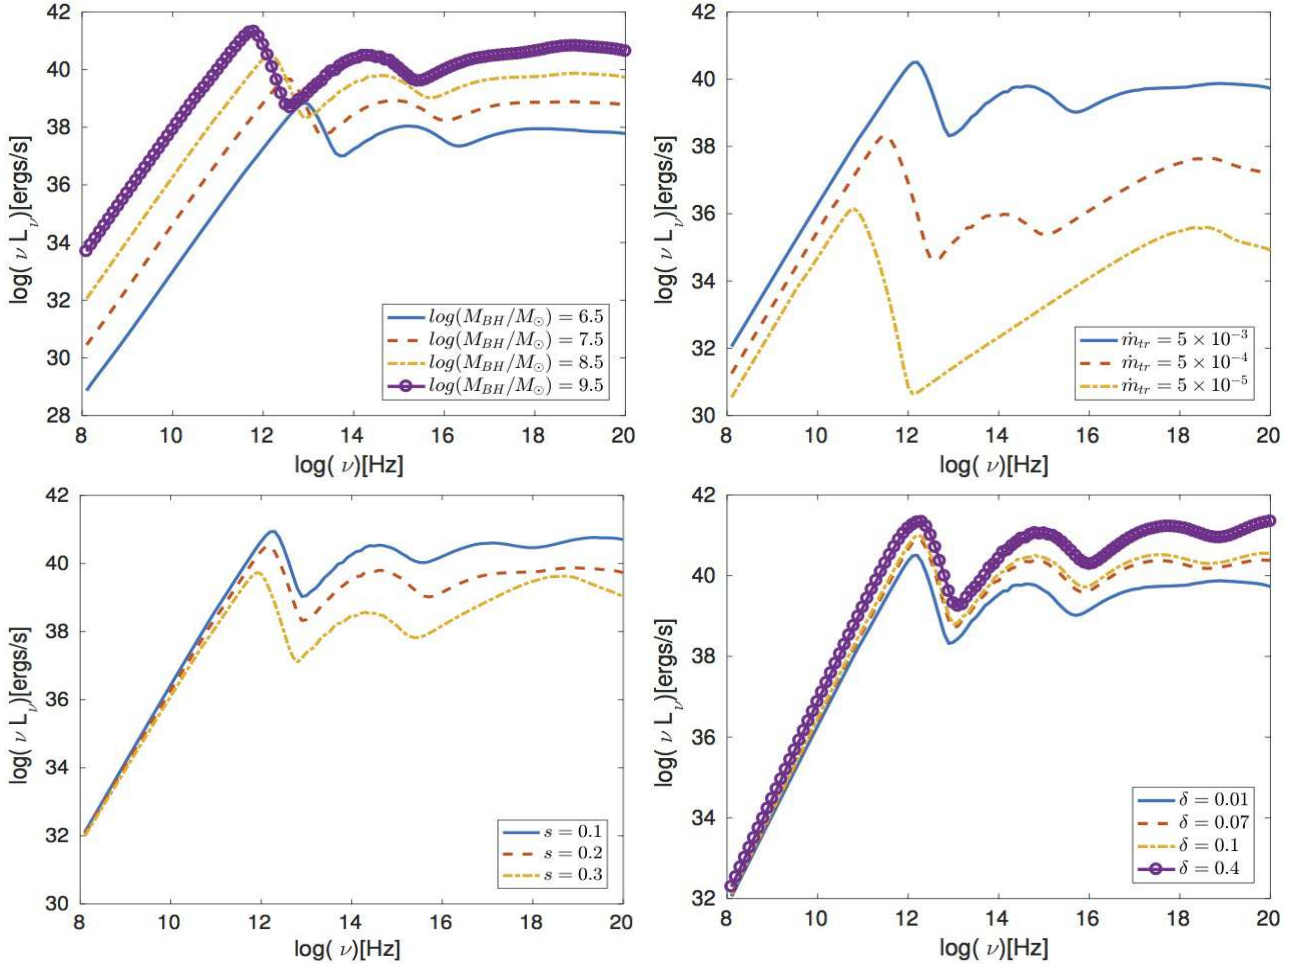 42
40
38
36
34
32
30
28
log( ν L_ν)[ergs/s]
log(M_BH/M_⊙) = 6.5
log(M_BH/M_⊙) = 7.5
log(M_BH/M_⊙) = 8.5
log(M_BH/M_⊙) = 9.5
8 10 12 14 16 18 20
log( ν)[Hz]
42
40
38
36
34
32
30
log( ν L_ν)[ergs/s]
ṁ_tr = 5 × 10⁻³
ṁ_tr = 5 × 10⁻⁴
ṁ_tr = 5 × 10⁻⁵
8 10 12 14 16 18 20
log( ν)[Hz]
42
40
38
36
34
32
30
log( ν L_ν)[ergs/s]
s = 0.1
s = 0.2
s = 0.3
8 10 12 14 16 18 20
log( ν)[Hz]
42
40
38
36
34
32
log( ν L_ν)[ergs/s]
δ = 0.01
δ = 0.07
δ = 0.1
δ = 0.4
8 10 12 14 16 18 20
log( ν)[Hz]